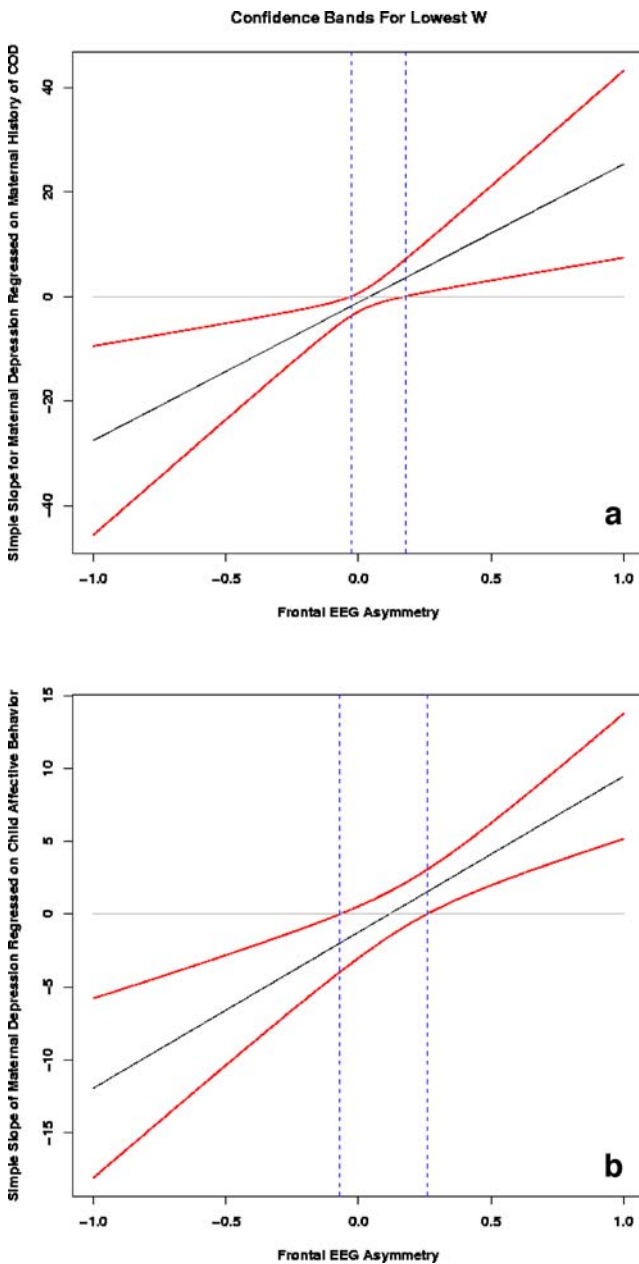 Confidence Bands For Lowest W
Simple Slope for Maternal Depression Regressed on Maternal History of COD
40
20
0
−20
−40
a
−1.0 −0.5 0.0 0.5 1.0
Frontal EEG Asymmetry
Simple Slope of Maternal Depression Regressed on Child Affective Behavior
15
10
5
0
−5
−10
−15
b
−1.0 −0.5 0.0 0.5 1.0
Frontal EEG Asymmetry